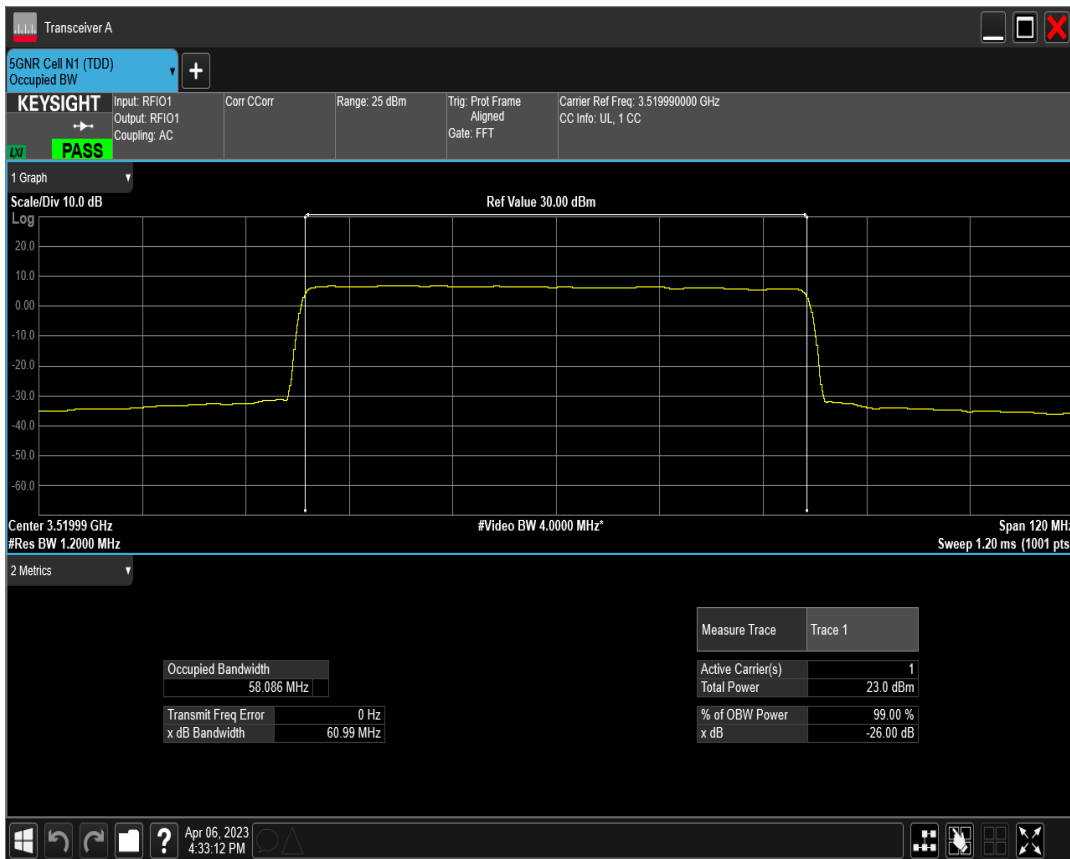 Transceiver A
5GNR Cell N1 (TDD)
Occupied BW
KEYSIGHT
LXI
PASS
Input: RFIO1
Output: RFIO1
Coupling: AC
Corr CCorr
Range: 25 dBm
Trig: Prot Frame
Aligned
Gate: FFT
Carrier Ref Freq: 3.519990000 GHz
CC Info: UL, 1 CC
1 Graph
Scale/Div 10.0 dB
Ref Value 30.00 dBm
Log
20.0
10.0
0.00
-10.0
-20.0
-30.0
-40.0
-50.0
-60.0
Center 3.51999 GHz
#Video BW 4.0000 MHz*
Span 120 MHz
#Res BW 1.2000 MHz
Sweep 1.20 ms (1001 pts
2 Metrics
Measure Trace Trace 1
Occupied Bandwidth
58.086 MHz
Active Carrier(s) 1
Total Power 23.0 dBm
Transmit Freq Error 0 Hz
x dB Bandwidth 60.99 MHz
% of OBW Power 99.00 %
x dB -26.00 dB
?
Apr 06, 2023
4:33:12 PM